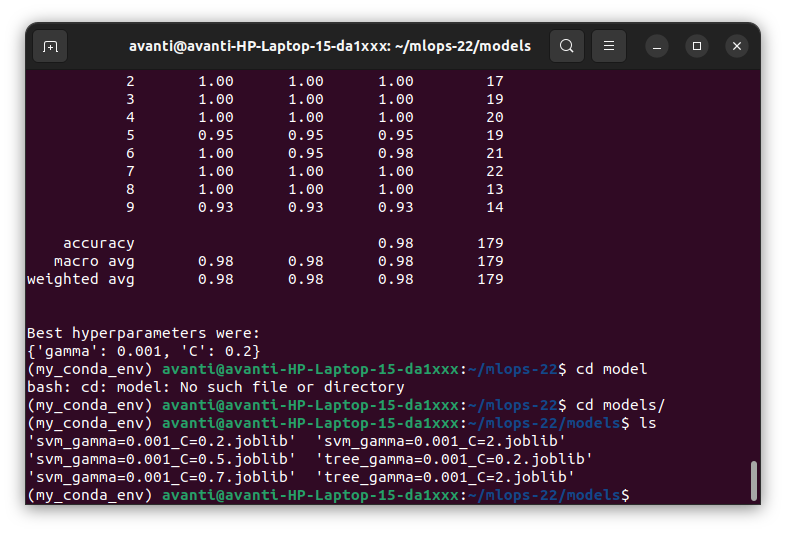 avanti@avanti-HP-Laptop-15-da1xxx: ~/mlops-22/models
2 1.00 1.00 1.00 17
3 1.00 1.00 1.00 19
4 1.00 1.00 1.00 20
5 0.95 0.95 0.95 19
6 1.00 0.95 0.98 21
7 1.00 1.00 1.00 22
8 1.00 1.00 1.00 13
9 0.93 0.93 0.93 14
accuracy 0.98 179
macro avg 0.98 0.98 0.98 179
weighted avg 0.98 0.98 0.98 179
Best hyperparameters were:
{'gamma': 0.001, 'C': 0.2}
(my_conda_env) avanti@avanti-HP-Laptop-15-da1xxx:~/mlops-22$ cd model
bash: cd: model: No such file or directory
(my_conda_env) avanti@avanti-HP-Laptop-15-da1xxx:~/mlops-22$ cd models/
(my_conda_env) avanti@avanti-HP-Laptop-15-da1xxx:~/mlops-22/models$ ls
'svm_gamma=0.001_C=0.2.joblib' 'svm_gamma=0.001_C=2.joblib'
'svm_gamma=0.001_C=0.5.joblib' 'tree_gamma=0.001_C=0.2.joblib'
'svm_gamma=0.001_C=0.7.joblib' 'tree_gamma=0.001_C=2.joblib'
(my_conda_env) avanti@avanti-HP-Laptop-15-da1xxx:~/mlops-22/models$